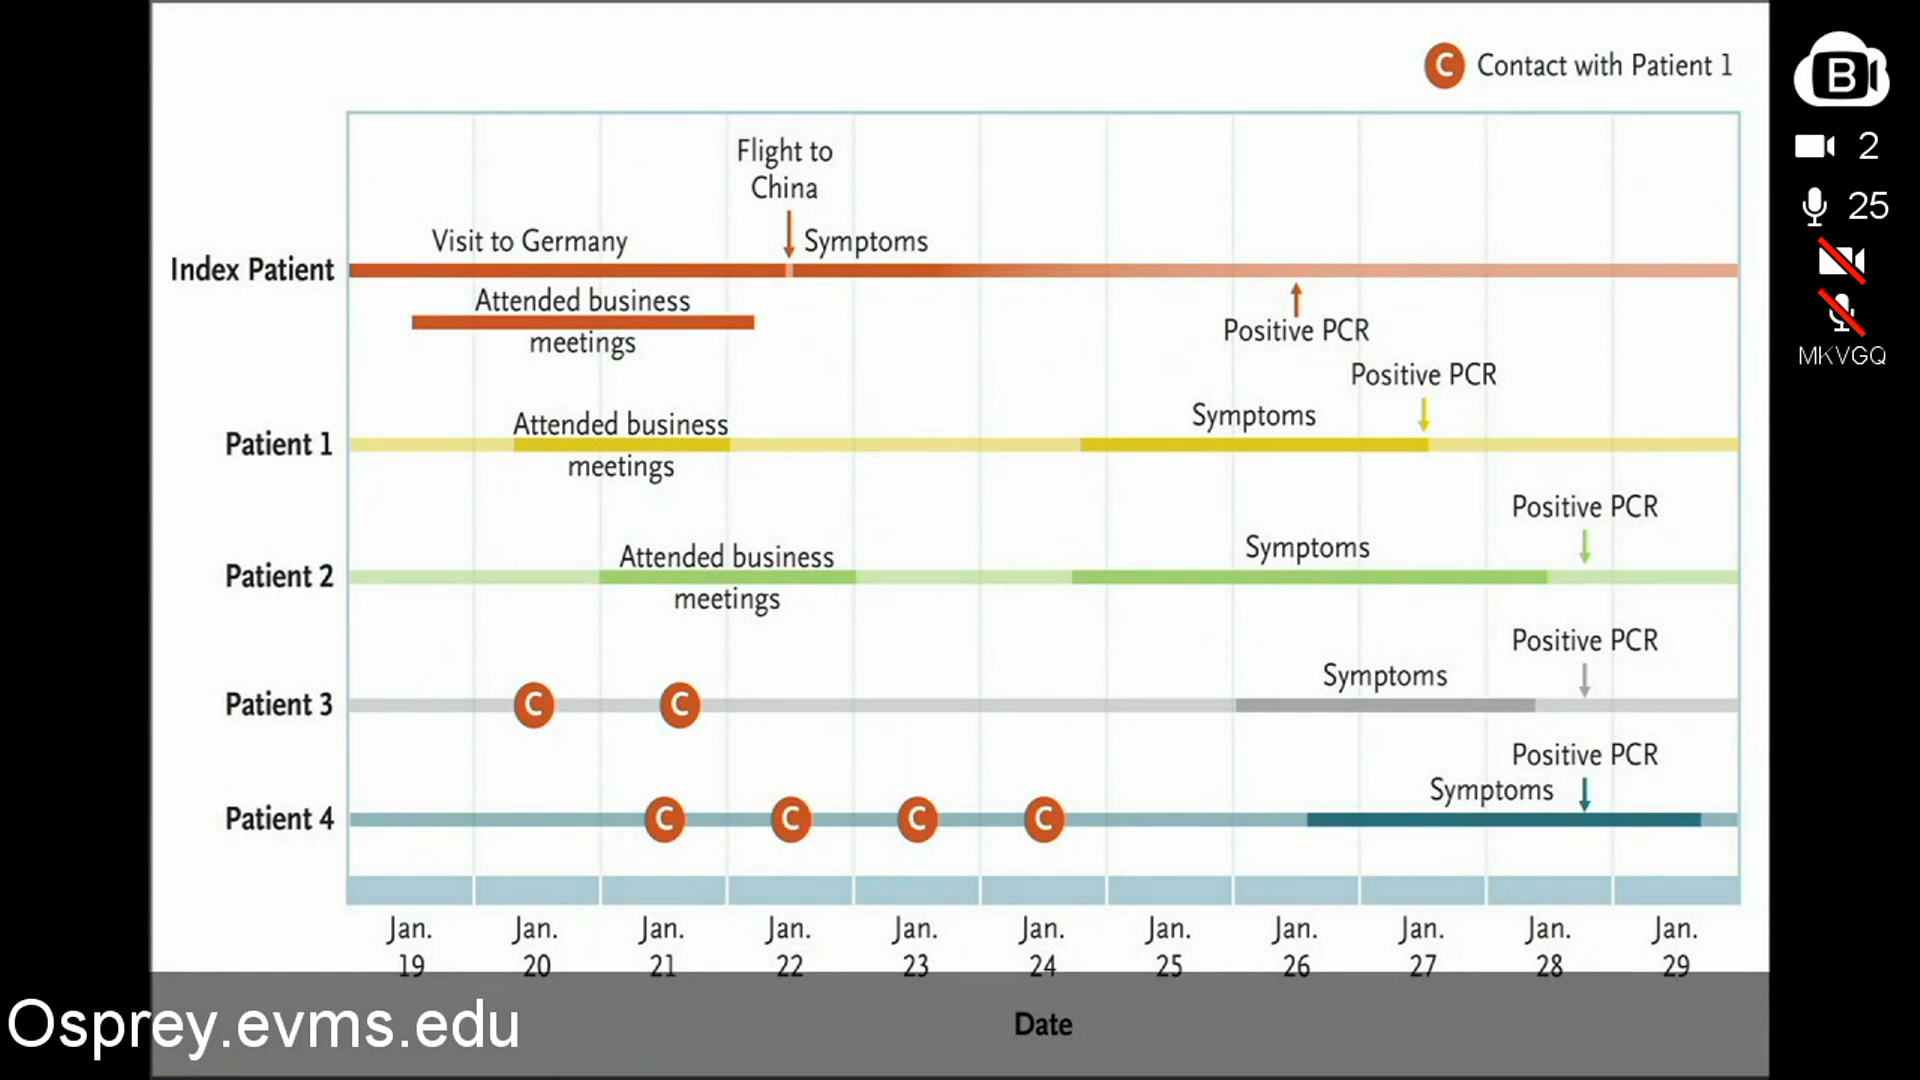 C Contact with Patient 1
B
2
25
MKVGQ
Flight to
China
Visit to Germany
Symptoms
Index Patient
Attended business
meetings
Positive PCR
Positive PCR
Symptoms
Attended business
Patient 1
meetings
Positive PCR
Symptoms
Attended business
Patient 2
meetings
Positive PCR
Symptoms
Patient 3 C C
Positive PCR
Symptoms
Patient 4 C C C C
Jan. Jan. Jan. Jan. Jan. Jan. Jan. Jan. Jan. Jan. Jan.
19 20 21 22 23 24 25 26 27 28 29
Date
Osprey.evms.edu